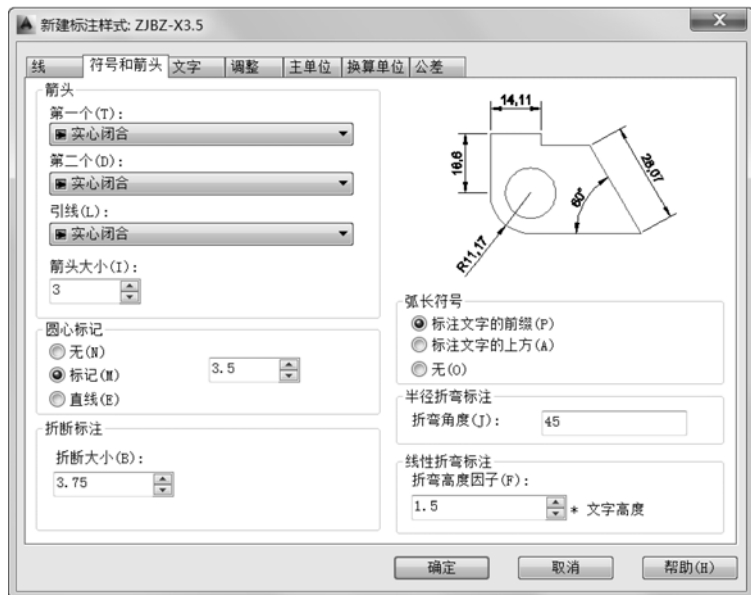 新建标注样式: ZJBZ-X3.5
线
符号和箭头
文字
调整
主单位
换算单位
公差
箭头
第一个(T):
实心闭合
第二个(D):
实心闭合
引线(L):
实心闭合
箭头大小(I):
3
圆心标记
无(N)
标记(M)
直线(E)
3.5
折断标注
折断大小(B):
3.75
14,11
16,6
28,07
60°
R11,17
弧长符号
标注文字的前缀(P)
标注文字的上方(A)
无(O)
半径折弯标注
折弯角度(J):
45
线性折弯标注
折弯高度因子(F):
1.5
* 文字高度
确定
取消
帮助(H)